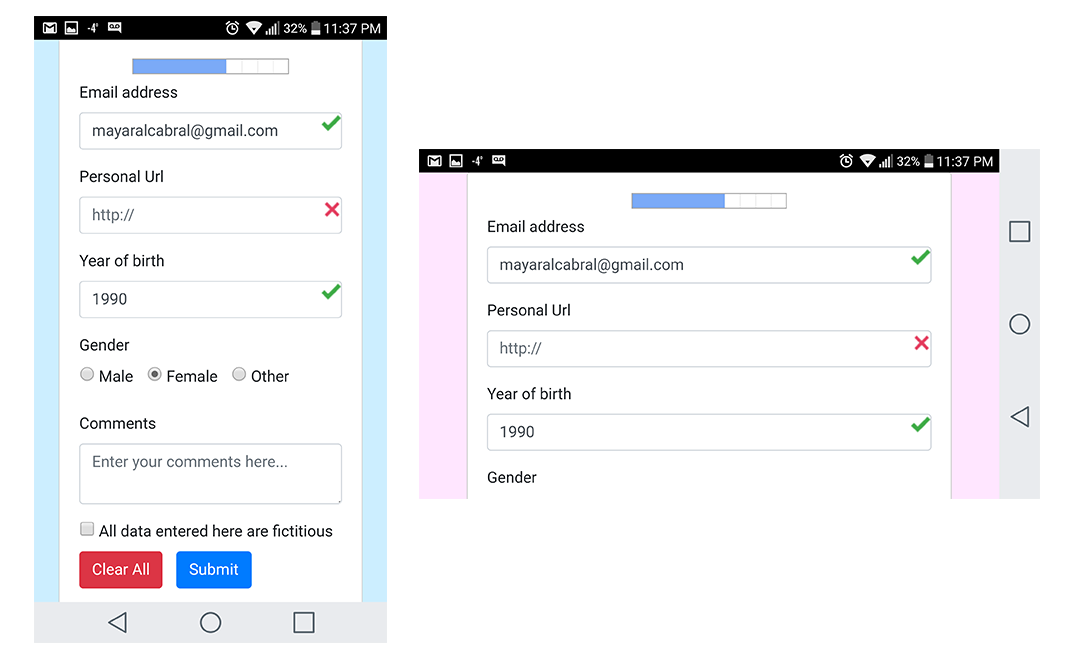 -4° 32% 11:37 PM
Email address
mayaralcabral@gmail.com
Personal Url
http://
Year of birth
1990
Gender
Male Female Other
Comments
Enter your comments here...
All data entered here are fictitious
Clear All Submit
-4° 32% 11:37 PM
Email address
mayaralcabral@gmail.com
Personal Url
http://
Year of birth
1990
Gender